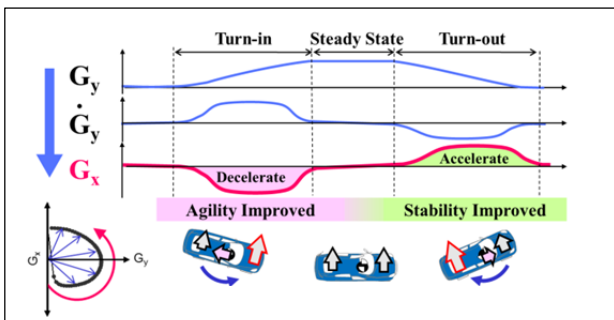 Turn-in Steady State Turn-out
Gy
Ġy
Gx
Decelerate
Accelerate
Agility Improved Stability Improved
Gx
Gy